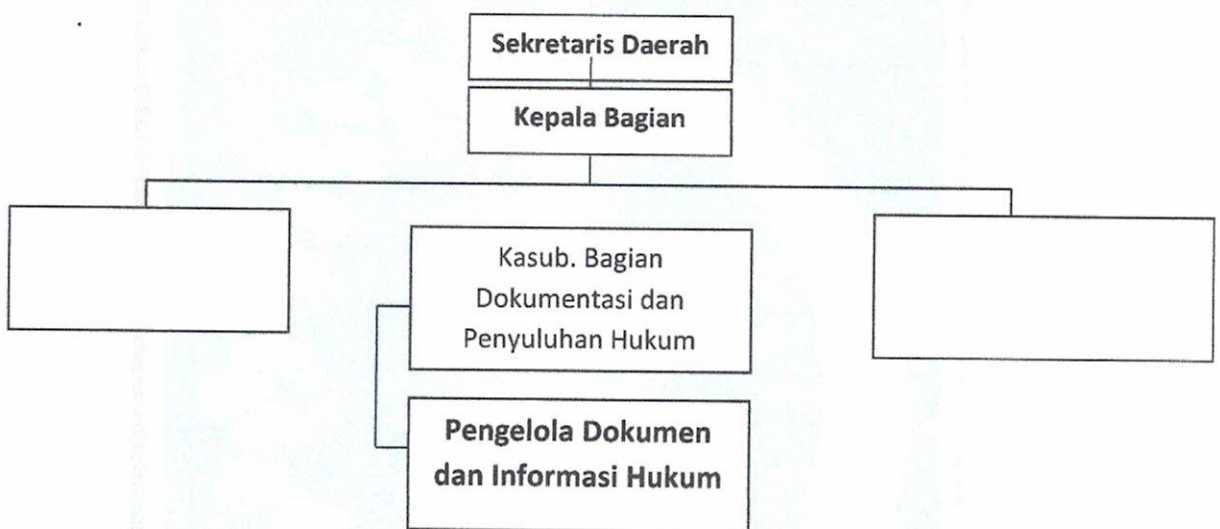 Sekretaris Daerah
Kepala Bagian
Kasub. Bagian
Dokumentasi dan
Penyuluhan Hukum
Pengelola Dokumen
dan Informasi Hukum